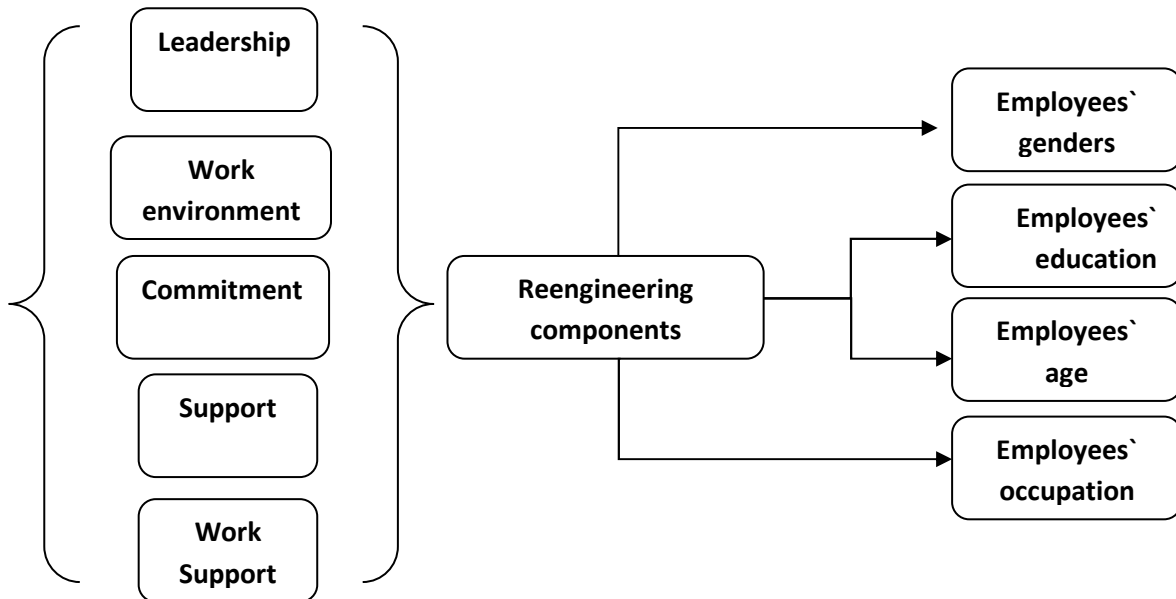 Leadership
Work
environment
Commitment
Support
Work
Support
Reengineering
components
Employees`
genders
Employees`
education
Employees`
age
Employees`
occupation